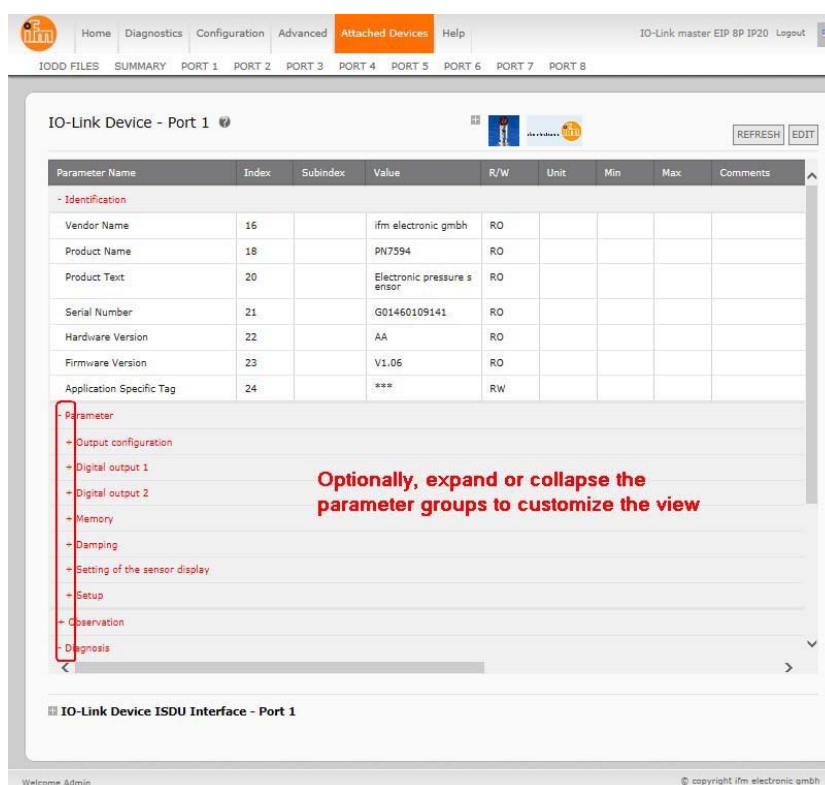 ifm
Home Diagnostics Configuration Advanced Attached Devices Help
IO-Link master EIP 8P IP20 Logout
IODD FILES SUMMARY PORT 1 PORT 2 PORT 3 PORT 4 PORT 5 PORT 6 PORT 7 PORT 8
IO-Link Device - Port 1
ifm
REFRESH EDIT
Parameter Name Index Subindex Value R/W Unit Min Max Comments
- Identification
Vendor Name 16 ifm electronic gmbh RO
Product Name 18 PN7594 RO
Product Text 20 Electronic pressure s
ensor RO
Serial Number 21 G01460109141 RO
Hardware Version 22 AA RO
Firmware Version 23 V1.06 RO
Application Specific Tag 24 *** RW
- Parameter
+ Output configuration
+ Digital output 1
+ Digital output 2
+ Memory
+ Damping
+ Setting of the sensor display
+ Setup
+ Observation
- Diagnosis
Optionally, expand or collapse the
parameter groups to customize the view
IO-Link Device ISDU Interface - Port 1
Welcome Admin
© copyright ifm electronic gmbh